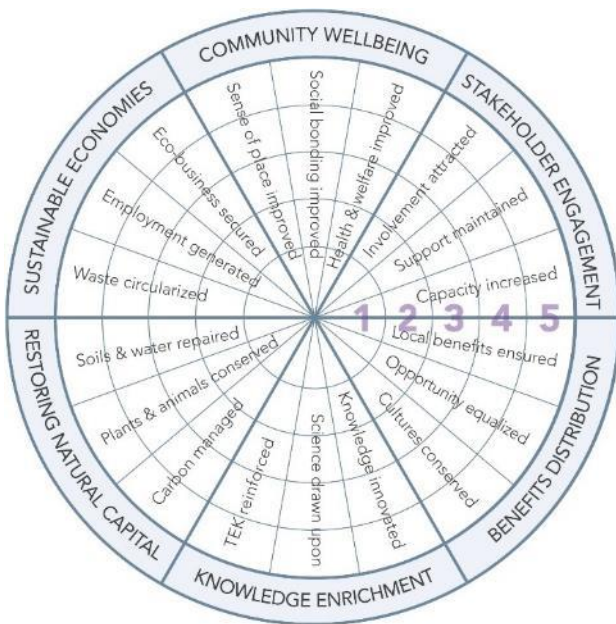 COMMUNITY WELLBEING
Sense of place improved
Social bonding improved
Health & welfare improved
STAKEHOLDER ENGAGEMENT
Involvement attracted
Support maintained
Capacity increased
1 2 3 4 5
BENEFITS DISTRIBUTION
Local benefits ensured
Opportunity equalized
Cultures conserved
KNOWLEDGE ENRICHMENT
Knowledge innoveted
Science drawn upon
TEK reinforced
RESTORING NATURAL CAPITAL
Carbon managed
Plants & animals conserved
Soils & water repaired
SUSTAINABLE ECONOMIES
Waste circularized
Employment generated
Eco-business secured